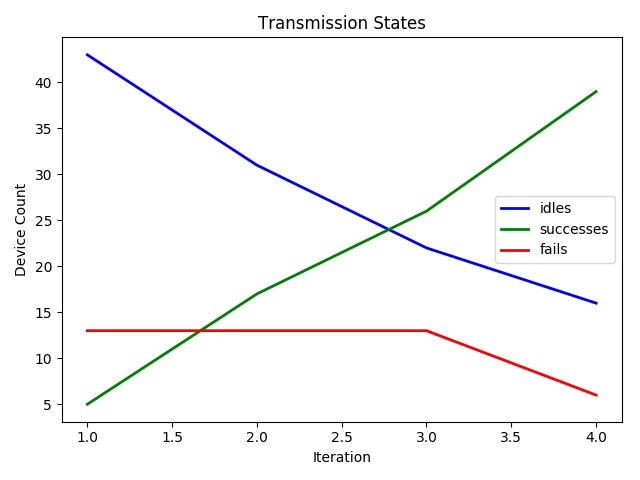 Transmission States
Device Count
40
35
30
25
20
15
10
5
idles
successes
fails
1.0 1.5 2.0 2.5 3.0 3.5 4.0
Iteration